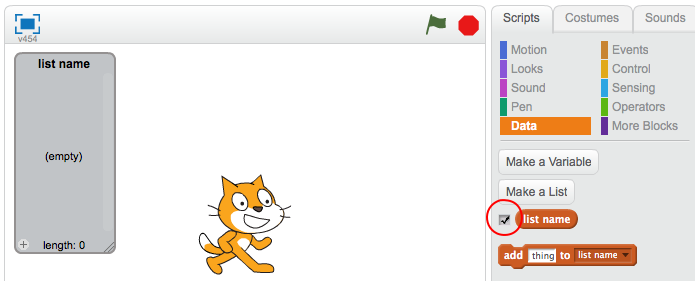 v454
list name
(empty)
+ length: 0
Scripts Costumes Sounds
Motion Events
Looks Control
Sound Sensing
Pen Operators
Data More Blocks
Make a Variable
Make a List
list name
add thing to list name